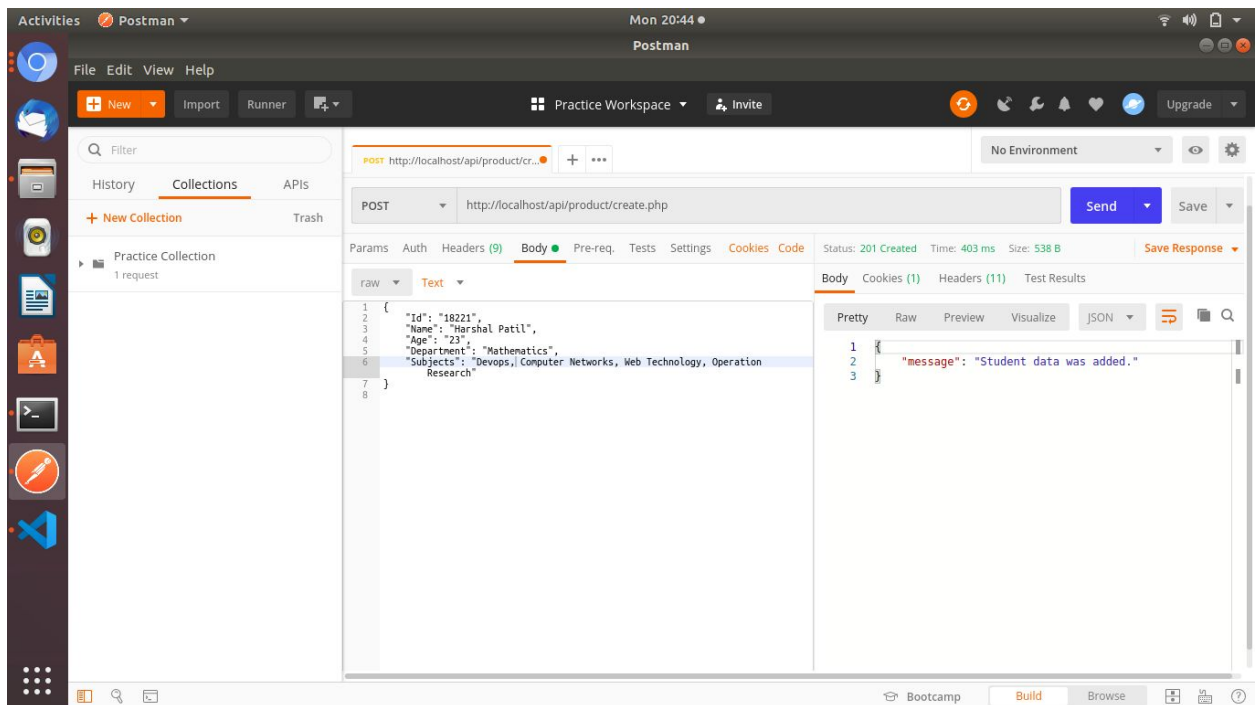 Activities Postman Mon 20:44
Postman
File Edit View Help
New Import Runner Practice Workspace Invite Upgrade
Filter
History Collections APIs
+ New Collection Trash
Practice Collection
1 request
POST http://localhost/api/product/cr... + ••• No Environment
POST http://localhost/api/product/create.php Send Save
Params Auth Headers (9) Body Pre-req. Tests Settings Cookies Code
raw Text
1 {
2 "Id": "18221",
3 "Name": "Harshal Patil",
4 "Age": "23",
5 "Department": "Mathematics",
6 "Subjects": "Devops, Computer Networks, Web Technology, Operation
Research"
7 }
8
Status: 201 Created Time: 403 ms Size: 538 B Save Response
Body Cookies (1) Headers (11) Test Results
Pretty Raw Preview Visualize JSON
1 {
2 "message": "Student data was added."
3 }
Bootcamp Build Browse